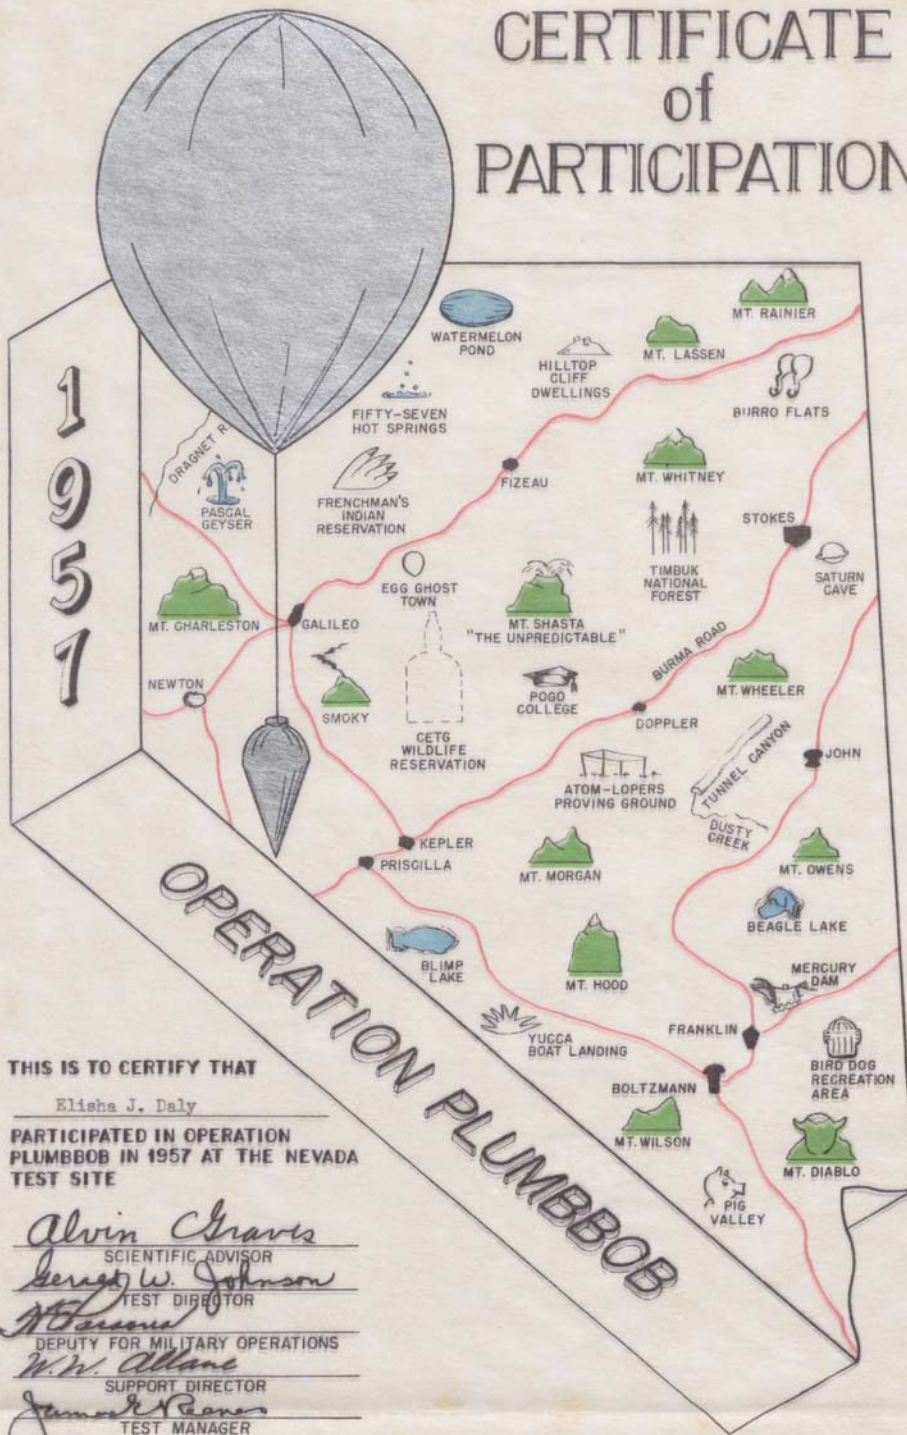 CERTIFICATE
of
PARTICIPATION
1957
WATERMELON
POND
MT. RAINIER
MT. LASSEN
HILLTOP
CLIFF
DWELLINGS
BURRO FLATS
FIFTY-SEVEN
HOT SPRINGS
DRAGNET R
PASCAL
GEYSER
FRENCHMAN'S
INDIAN
RESERVATION
FIZEAU
MT. WHITNEY
STOKES
TIMBUK
NATIONAL
FOREST
SATURN
CAVE
EGG GHOST
TOWN
MT. SHASTA
"THE UNPREDICTABLE"
MT. CHARLESTON
GALILEO
BURMA ROAD
NEWTON
SMOKY
CETG
WILDLIFE
RESERVATION
POGO
COLLEGE
MT. WHEELER
DOPPLER
ATOM-LOPERS
PROVING GROUND
TUNNEL CANYON
JOHN
DUSTY
CREEK
KEPLER
PRISCILLA
MT. MORGAN
MT. OWENS
BEAGLE LAKE
BLIMP
LAKE
MT. HOOD
MERCURY
DAM
YUCCA
BOAT LANDING
FRANKLIN
BOLTZMANN
BIRD DOG
RECREATION
AREA
MT. WILSON
MT. DIABLO
PIG
VALLEY
OPERATION PLUMBBOB
THIS IS TO CERTIFY THAT
Elisha J. Daly
PARTICIPATED IN OPERATION
PLUMBBOB IN 1957 AT THE NEVADA
TEST SITE
Alvin Graves
SCIENTIFIC ADVISOR
Gerald W. Johnson
TEST DIRECTOR
DEPUTY FOR MILITARY OPERATIONS
W.W. Allaire
SUPPORT DIRECTOR
James E Reeves
TEST MANAGER